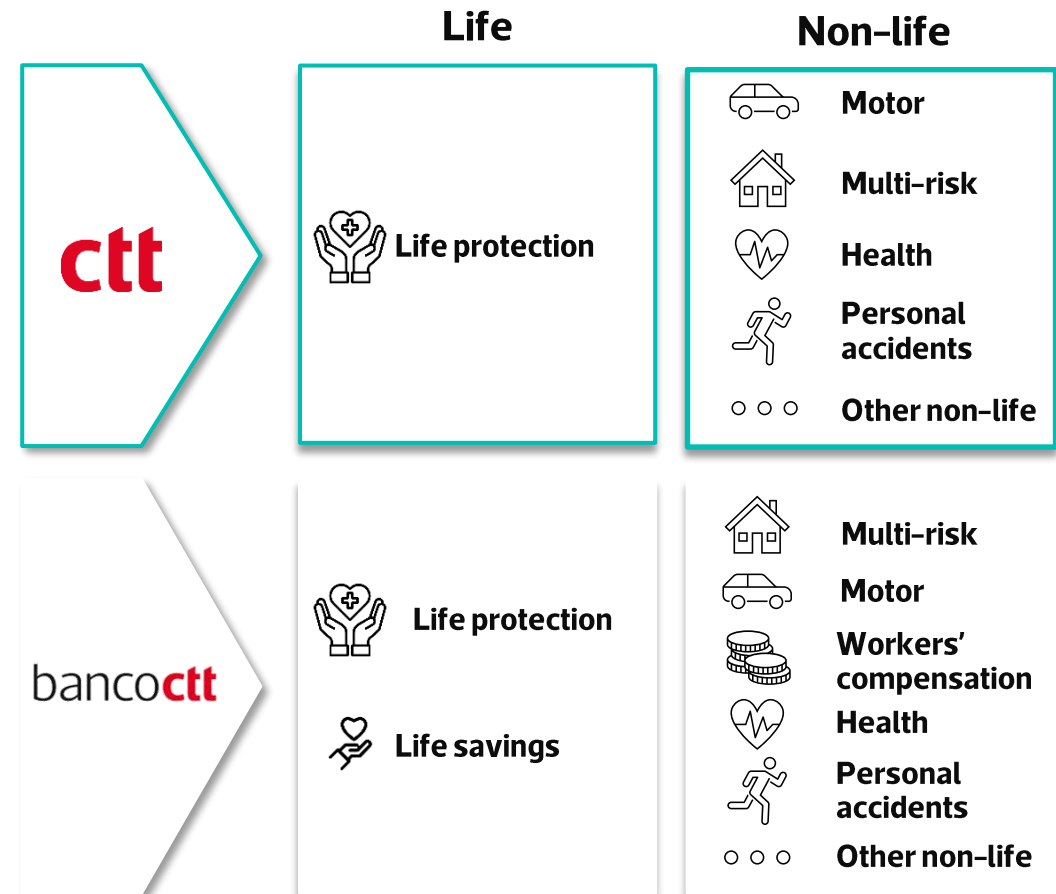 Life
Non-life
ctt
Life protection
Motor
Multi-risk
Health
Personal
accidents
Other non-life
bancoctt
Life protection
Life savings
Multi-risk
Motor
Workers’
compensation
Health
Personal
accidents
Other non-life